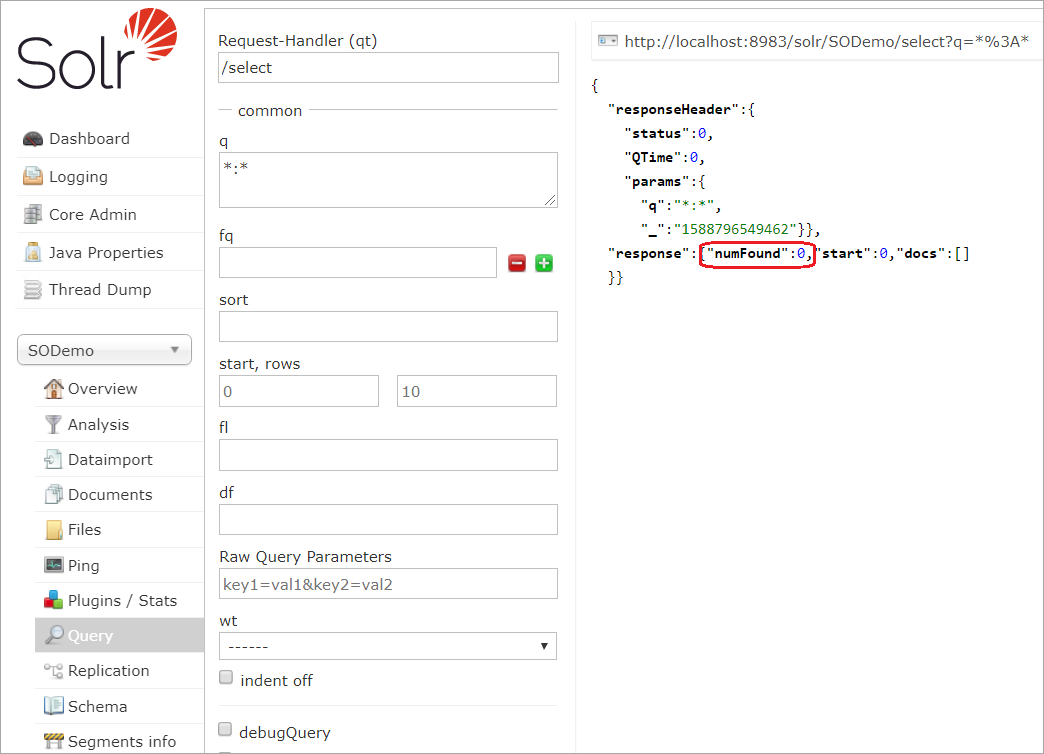 Solr
Dashboard
Logging
Core Admin
Java Properties
Thread Dump
SODemo
Overview
Analysis
Dataimport
Documents
Files
Ping
Plugins / Stats
Query
Replication
Schema
Segments info
Request-Handler (qt)
/select
common
q
*:*
fq
sort
start, rows
0 10
fl
df
Raw Query Parameters
key1=val1&key2=val2
wt
------
indent off
debugQuery
http://localhost:8983/solr/SODemo/select?q=*%3A*
{
"responseHeader":{
"status":0,
"QTime":0,
"params":{
"q":"*:*",
"_":"1588796549462"}},
"response":{"numFound":0,"start":0,"docs":[]
}}